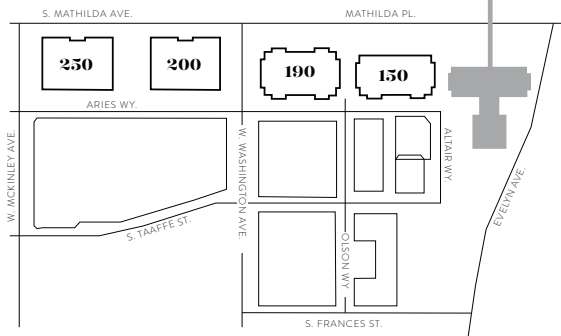 S. MATHILDA AVE.
MATHILDA PL.
250
200
190
150
ARIES WY.
W. MCKINLEY AVE.
W. WASHINGTON AVE.
ALTAIR WY
EVELYN AVE.
S. TAAFFE ST.
OLSON WY
S. FRANCES ST.